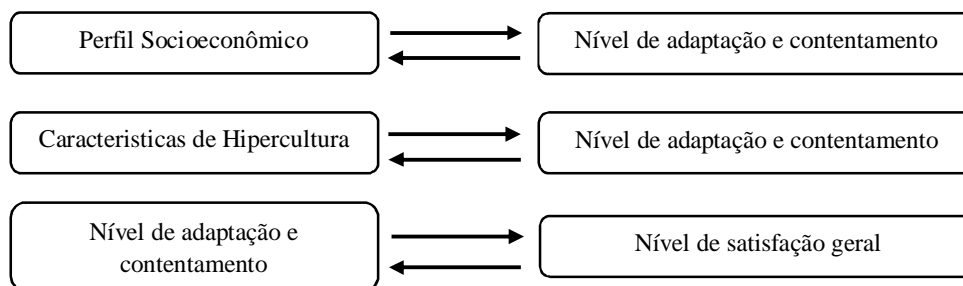 Perfil Socioeconômico
Nível de adaptação e contentamento
Caracteristicas de Hipercultura
Nível de adaptação e contentamento
Nível de adaptação e
contentamento
Nível de satisfação geral